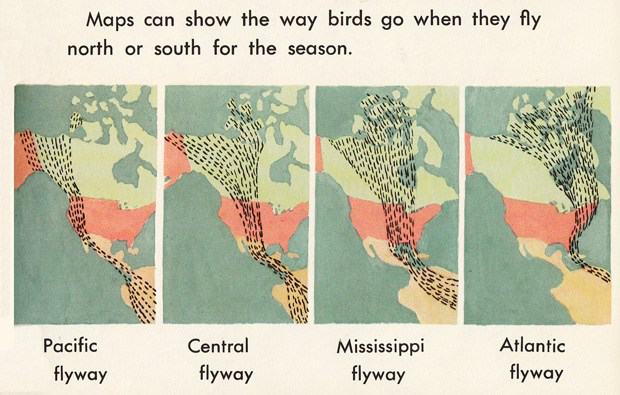 Maps can show the way birds go when they fly
north or south for the season.
Pacific
flyway
Central
flyway
Mississippi
flyway
Atlantic
flyway